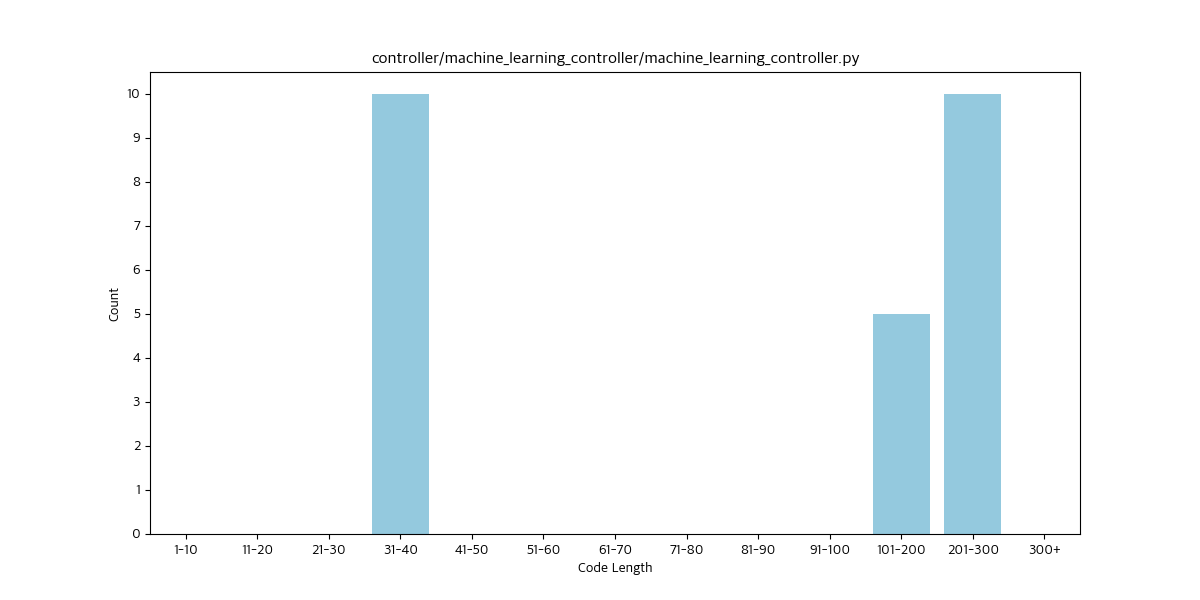 controller/machine_learning_controller/machine_learning_controller.py
10
9
8
7
6
5
4
3
2
1
0
Count
1-10 11-20 21-30 31-40 41-50 51-60 61-70 71-80 81-90 91-100 101-200 201-300 300+
Code Length